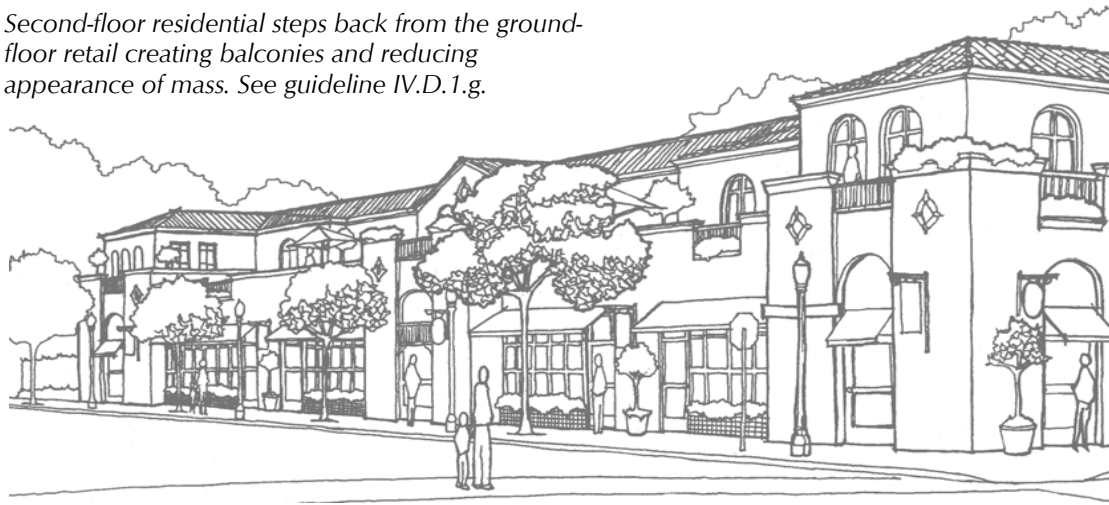 Second-floor residential steps back from the ground-
floor retail creating balconies and reducing
appearance of mass. See guideline IV.D.1.g.